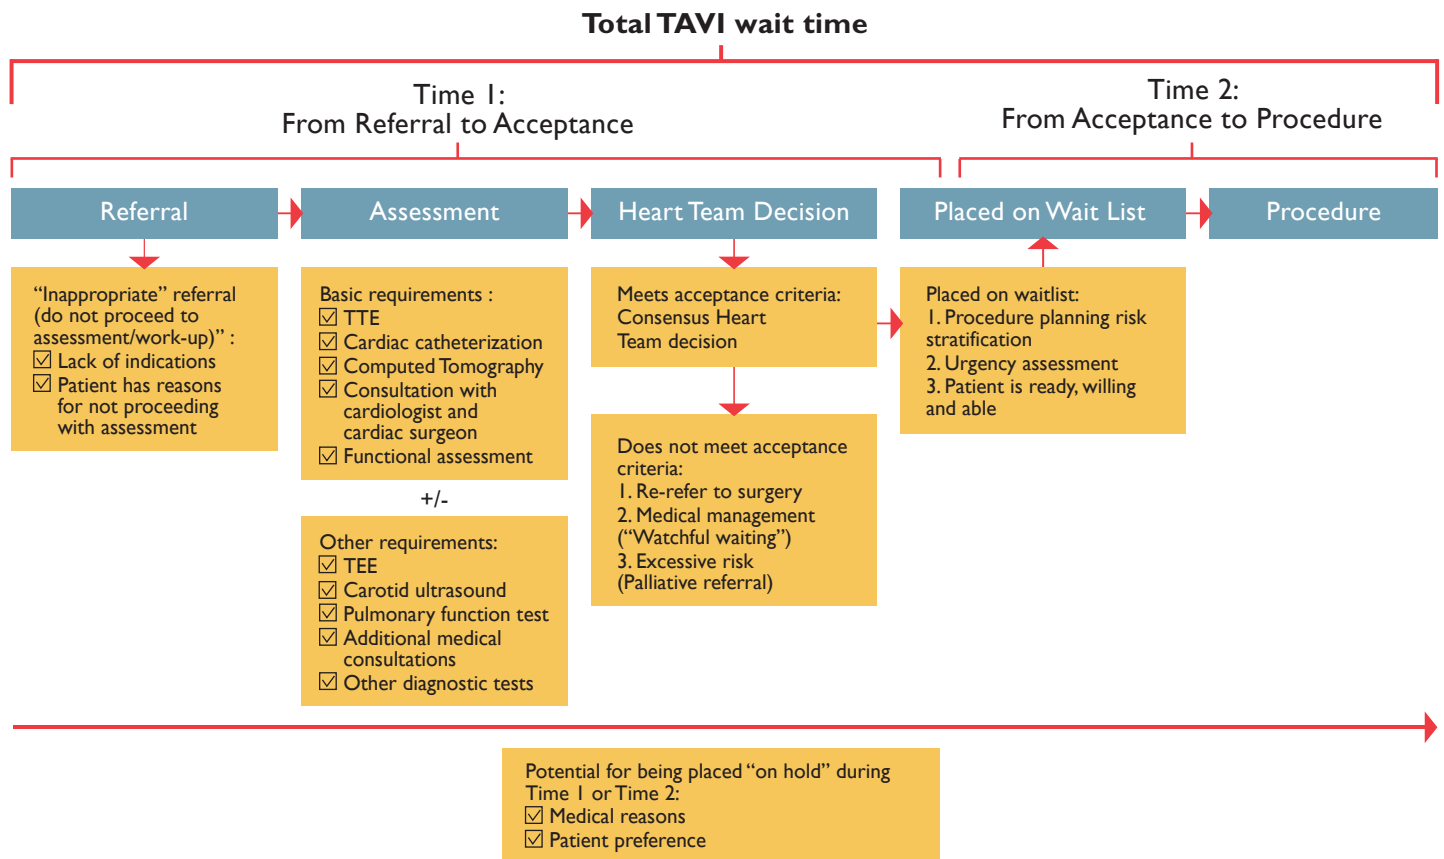 Total TAVI wait time
Time 1:
From Referral to Acceptance
Time 2:
From Acceptance to Procedure
Referral
Assessment
Heart Team Decision
Placed on Wait List
Procedure
“Inappropriate” referral
(do not proceed to
assessment/work-up)” :
☑ Lack of indications
☑ Patient has reasons
for not proceeding
with assessment
Basic requirements :
☑ TTE
☑ Cardiac catheterization
☑ Computed Tomography
☑ Consultation with
cardiologist and
cardiac surgeon
☑ Functional assessment
+/-
Other requirements:
☑ TEE
☑ Carotid ultrasound
☑ Pulmonary function test
☑ Additional medical
consultations
☑ Other diagnostic tests
Meets acceptance criteria:
Consensus Heart
Team decision
Does not meet acceptance
criteria:
1. Re-refer to surgery
2. Medical management
(“Watchful waiting”)
3. Excessive risk
(Palliative referral)
Placed on waitlist:
1. Procedure planning risk
stratification
2. Urgency assessment
3. Patient is ready, willing
and able
Potential for being placed “on hold” during
Time 1 or Time 2:
☑ Medical reasons
☑ Patient preference